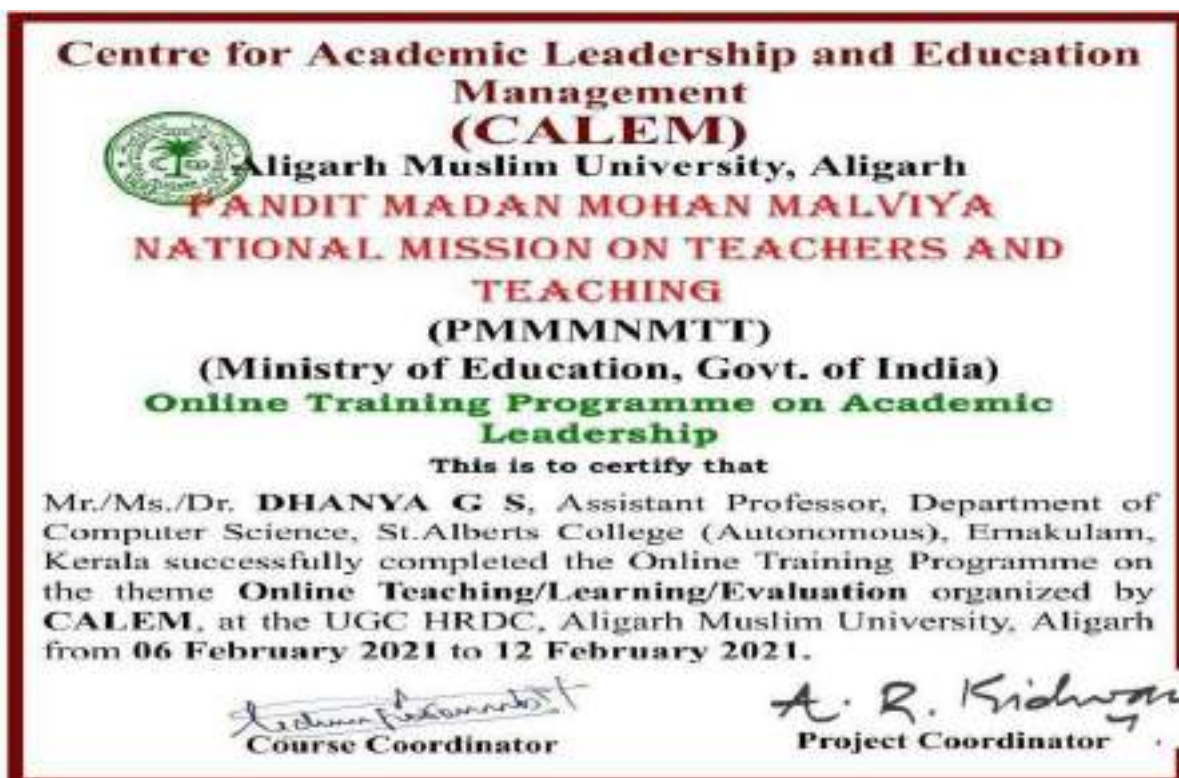 Centre for Academic Leadership and Education
Management
(CALEM)
Aligarh Muslim University, Aligarh
PANDIT MADAN MOHAN MALVIYA
NATIONAL MISSION ON TEACHERS AND
TEACHING
(PMMMNMTT)
(Ministry of Education, Govt. of India)
Online Training Programme on Academic
Leadership
This is to certify that
Mr./Ms./Dr. DHANYA G S, Assistant Professor, Department of
Computer Science, St.Alberts College (Autonomous), Ernakulam,
Kerala successfully completed the Online Training Programme on
the theme Online Teaching/Learning/Evaluation organized by
CALEM, at the UGC HRDC, Aligarh Muslim University, Aligarh
from 06 February 2021 to 12 February 2021.
A. R. Kidwai
Course Coordinator
Project Coordinator